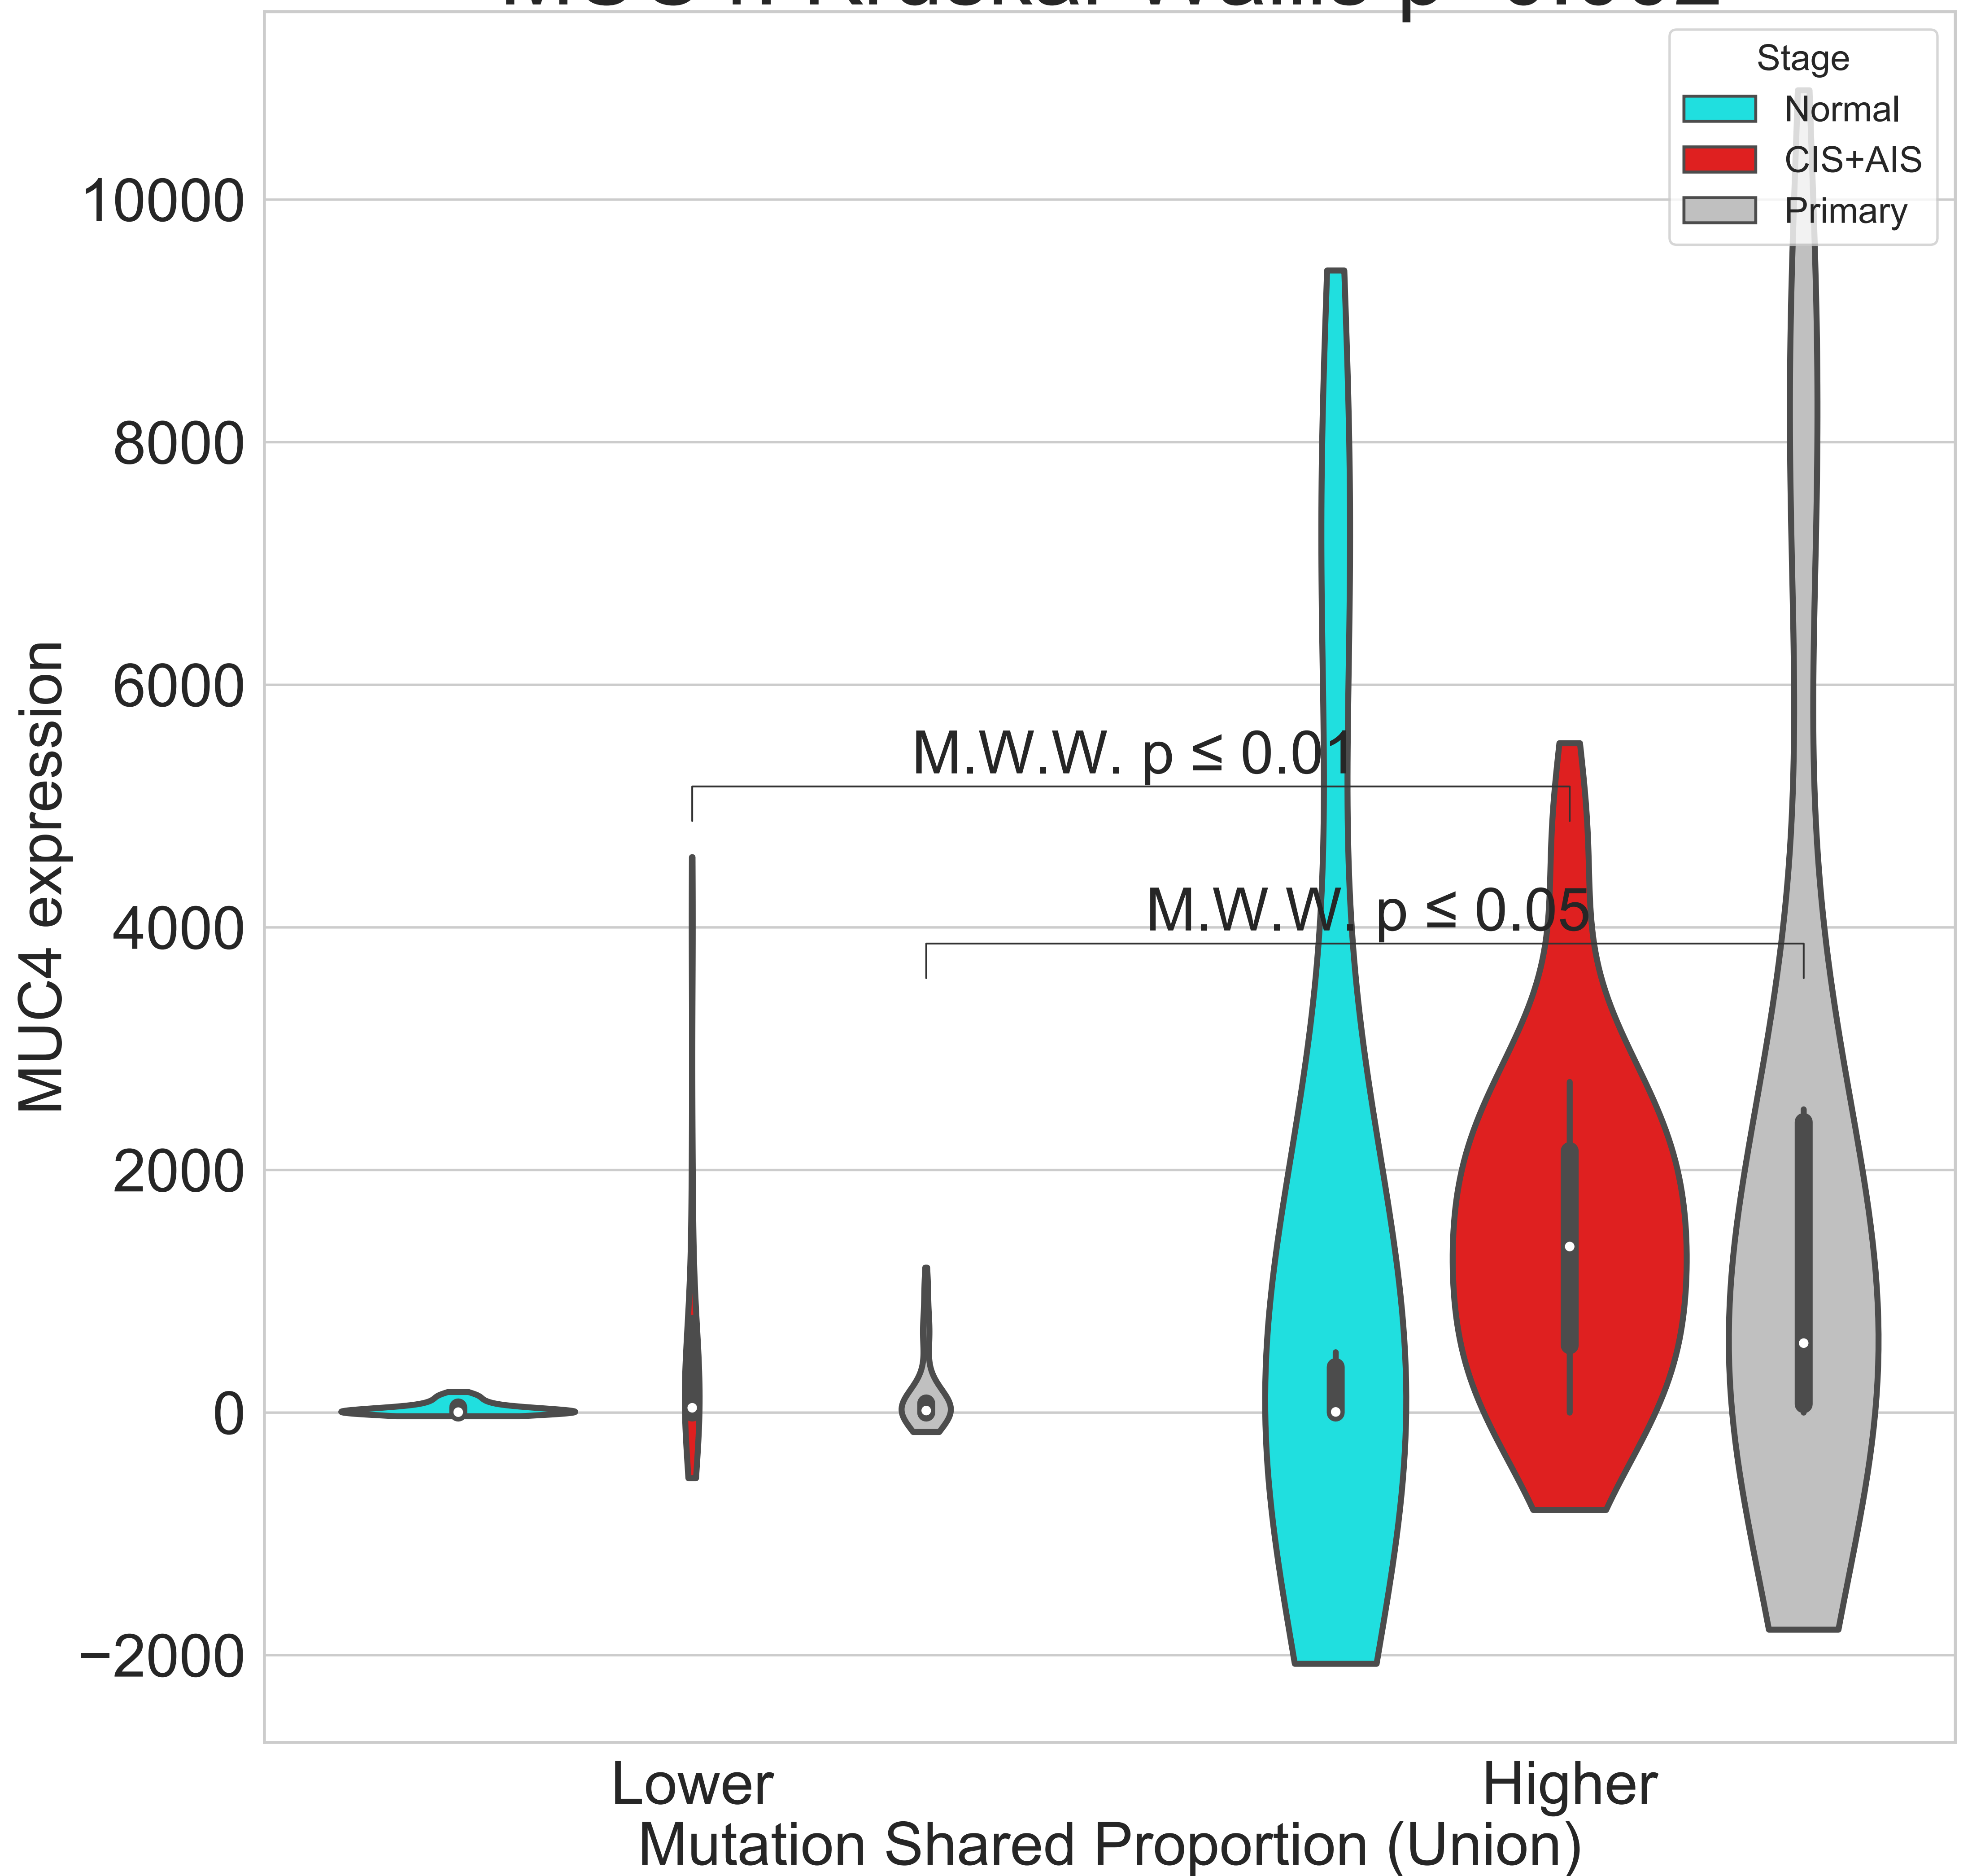 Stage
Normal
CIS+AIS
Primary
10000
8000
6000
4000
2000
0
−2000
MUC4 expression
M.W.W. p ≤ 0.01
M.W.W. p ≤ 0.05
Lower
Higher
Mutation Shared Proportion (Union)